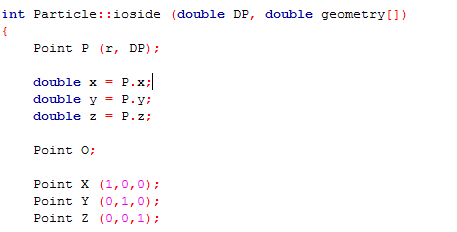 int Particle::ioside (double DP, double geometry[])
{
Point P (r, DP);
double x = P.x;
double y = P.y;
double z = P.z;
Point O;
Point X (1,0,0);
Point Y (0,1,0);
Point Z (0,0,1);